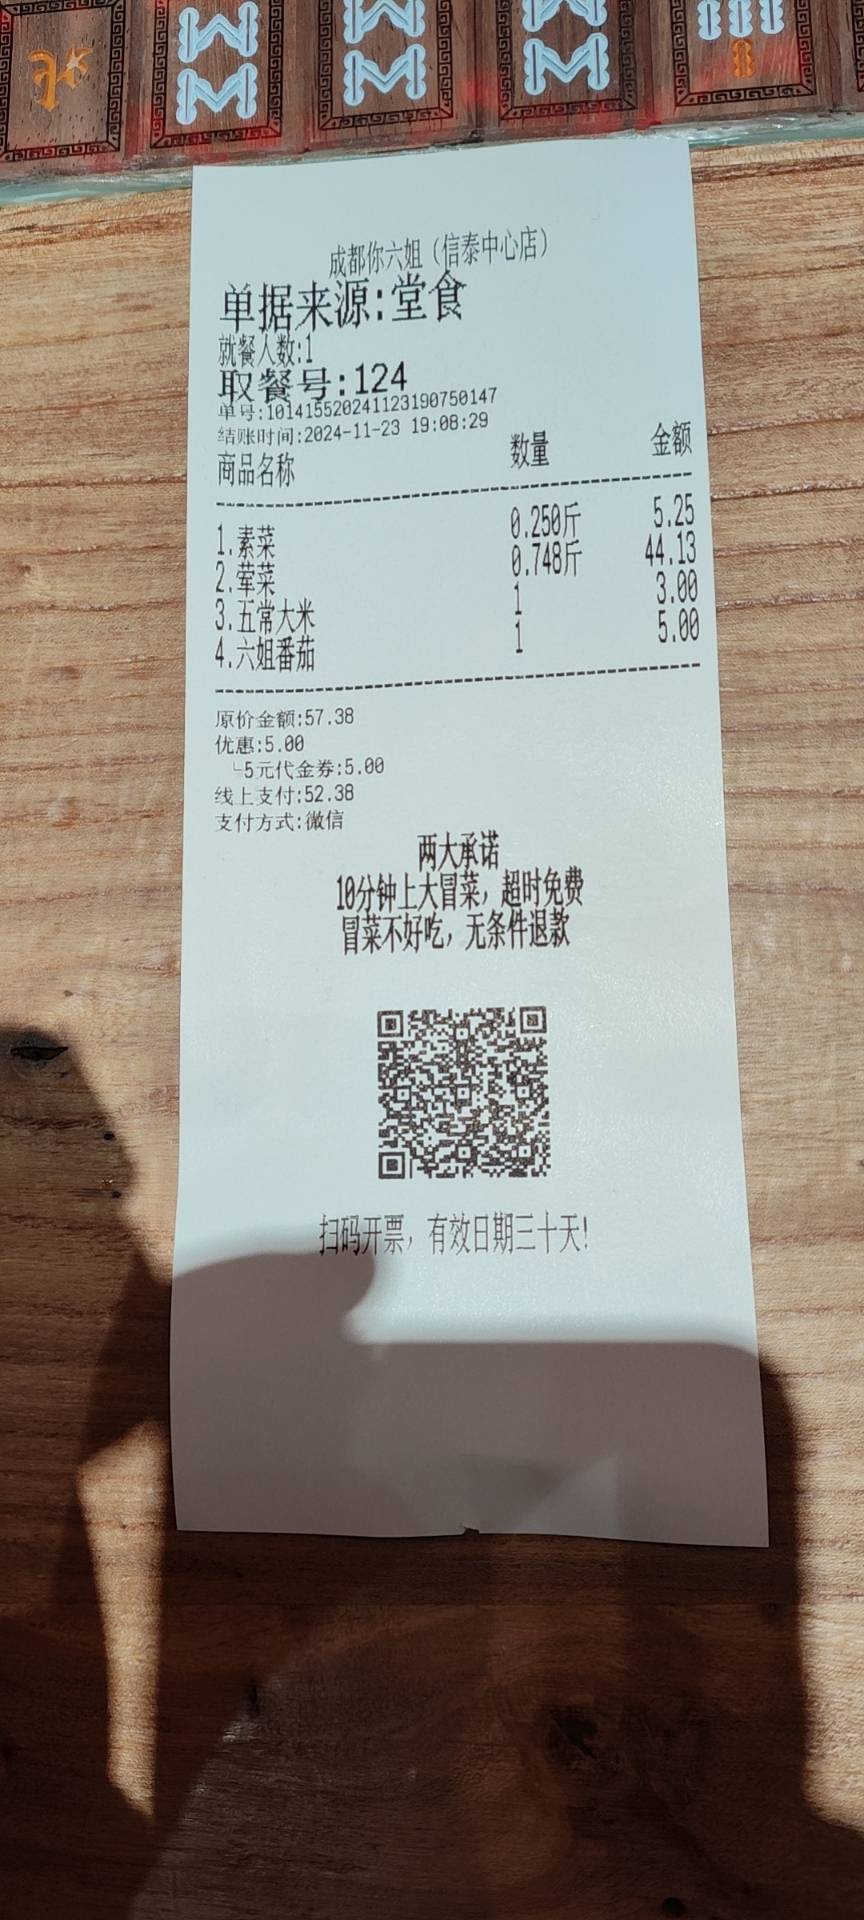 成都你六姐（信泰中心店）
单据来源:堂食
就餐人数:1
取餐号:124
单号:101415520241123190750147
结账时间:2024-11-23 19:08:29
商品名称 数量 金额
1.素菜 0.250斤 5.25
2.荤菜 0.748斤 44.13
3.五常大米 1 3.00
4.六姐番茄 1 5.00
原价金额:57.38
优惠:5.00
└5元代金券:5.00
线上支付:52.38
支付方式:微信
两大承诺
10分钟上大冒菜，超时免费
冒菜不好吃，无条件退款
扫码开票，有效日期三十天!